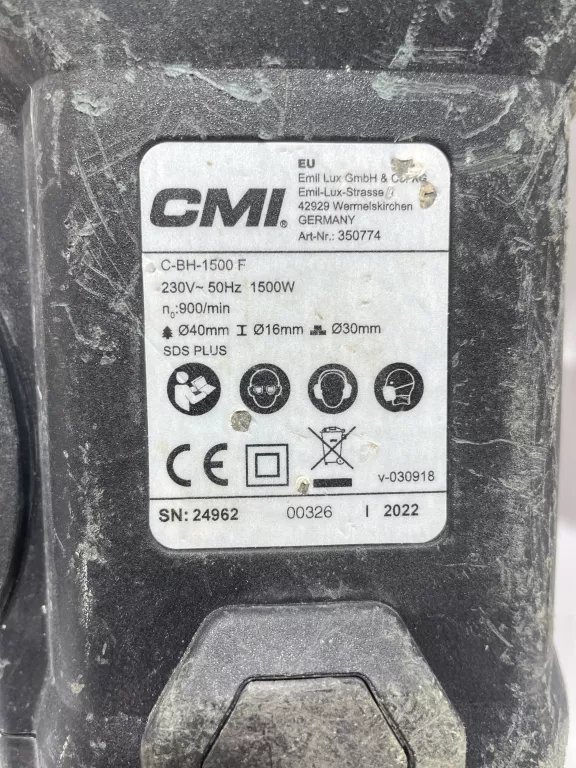 CMI®
EU
Emil Lux GmbH & Co. KG
Emil-Lux-Strasse
42929 Wermelskirchen
GERMANY
Art-Nr.: 350774
C-BH-1500 F
230V~ 50Hz 1500W
n₀:900/min
Ø40mm Ø16mm Ø30mm
SDS PLUS
CE
v-030918
SN: 24962 00326 I 2022